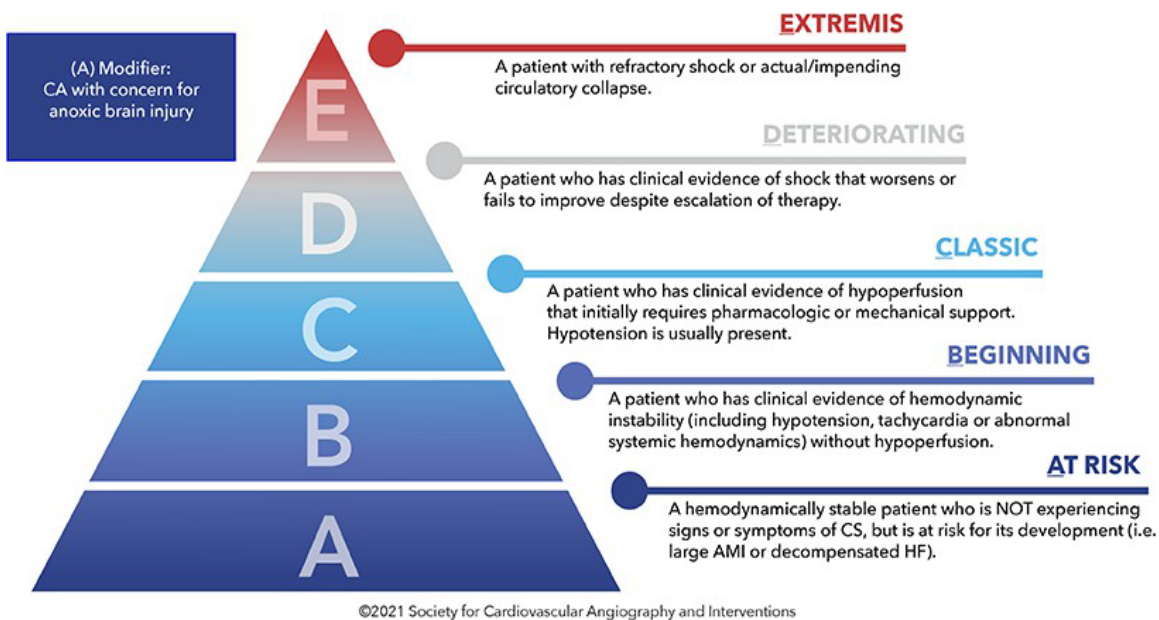 (A) Modifier:
CA with concern for
anoxic brain injury
E
D
C
B
A
EXTREMIS
A patient with refractory shock or actual/impending
circulatory collapse.
DETERIORATING
A patient who has clinical evidence of shock that worsens or
fails to improve despite escalation of therapy.
CLASSIC
A patient who has clinical evidence of hypoperfusion
that initially requires pharmacologic or mechanical support.
Hypotension is usually present.
BEGINNING
A patient who has clinical evidence of hemodynamic
instability (including hypotension, tachycardia or abnormal
systemic hemodynamics) without hypoperfusion.
AT RISK
A hemodynamically stable patient who is NOT experiencing
signs or symptoms of CS, but is at risk for its development (i.e.
large AMI or decompensated HF).
©2021 Society for Cardiovascular Angiography and Interventions